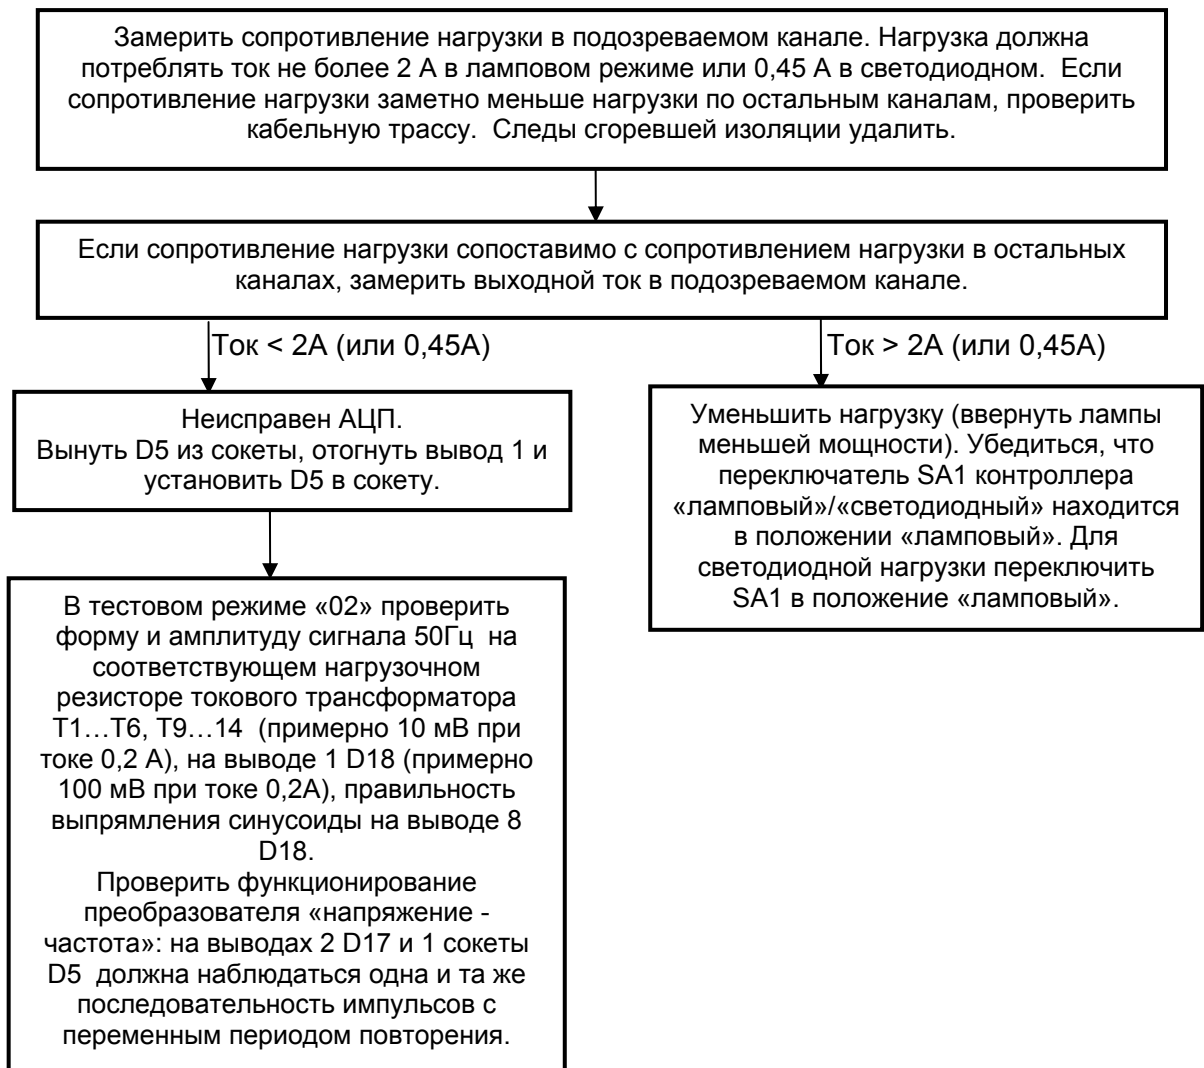 Замерить сопротивление нагрузки в подозреваемом канале. Нагрузка должна
потреблять ток не более 2 А в ламповом режиме или 0,45 А в светодиодном. Если
сопротивление нагрузки заметно меньше нагрузки по остальным каналам, проверить
кабельную трассу. Следы сгоревшей изоляции удалить.
Если сопротивление нагрузки сопоставимо с сопротивлением нагрузки в остальных
каналах, замерить выходной ток в подозреваемом канале.
Ток < 2А (или 0,45А)
Ток > 2А (или 0,45А)
Неисправен АЦП.
Вынуть D5 из сокеты, отогнуть вывод 1 и
установить D5 в сокету.
Уменьшить нагрузку (ввернуть лампы
меньшей мощности). Убедиться, что
переключатель SA1 контроллера
«ламповый»/«светодиодный» находится
в положении «ламповый». Для
светодиодной нагрузки переключить
SA1 в положение «ламповый».
В тестовом режиме «02» проверить
форму и амплитуду сигнала 50Гц на
соответствующем нагрузочном
резисторе токового трансформатора
Т1…Т6, Т9…14 (примерно 10 мВ при
токе 0,2 А), на выводе 1 D18 (примерно
100 мВ при токе 0,2А), правильность
выпрямления синусоиды на выводе 8
D18.
Проверить функционирование
преобразователя «напряжение -
частота»: на выводах 2 D17 и 1 сокеты
D5 должна наблюдаться одна и та же
последовательность импульсов с
переменным периодом повторения.